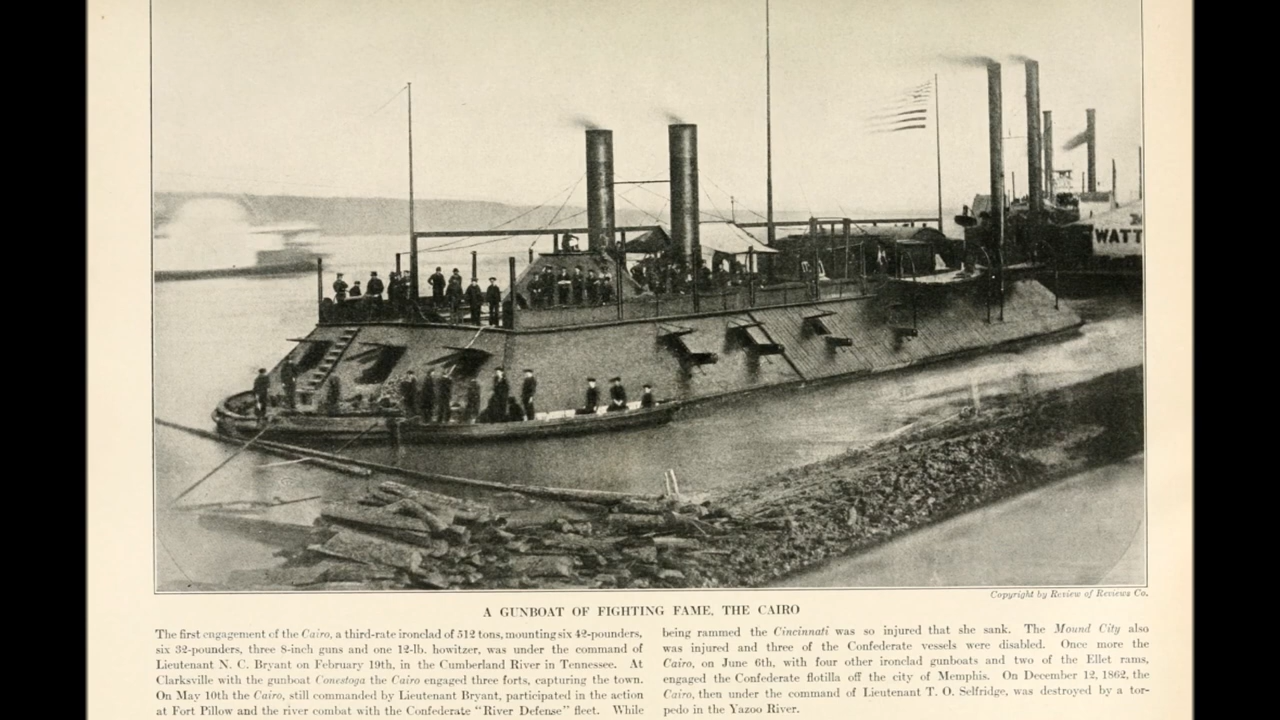 WATT
Copyright by Review of Reviews Co.
A GUNBOAT OF FIGHTING FAME, THE CAIRO
The first engagement of the Cairo, a third-rate ironclad of 512 tons, mounting six 42-pounders,
six 32-pounders, three 8-inch guns and one 12-lb. howitzer, was under the command of
Lieutenant N. C. Bryant on February 19th, in the Cumberland River in Tennessee. At
Clarksville with the gunboat Conestoga the Cairo engaged three forts, capturing the town.
On May 10th the Cairo, still commanded by Lieutenant Bryant, participated in the action
at Fort Pillow and the river combat with the Confederate "River Defense" fleet. While
being rammed the Cincinnati was so injured that she sank. The Mound City also
was injured and three of the Confederate vessels were disabled. Once more the
Cairo, on June 6th, with four other ironclad gunboats and two of the Ellet rams,
engaged the Confederate flotilla off the city of Memphis. On December 12, 1862, the
Cairo, then under the command of Lieutenant T. O. Selfridge, was destroyed by a tor-
pedo in the Yazoo River.